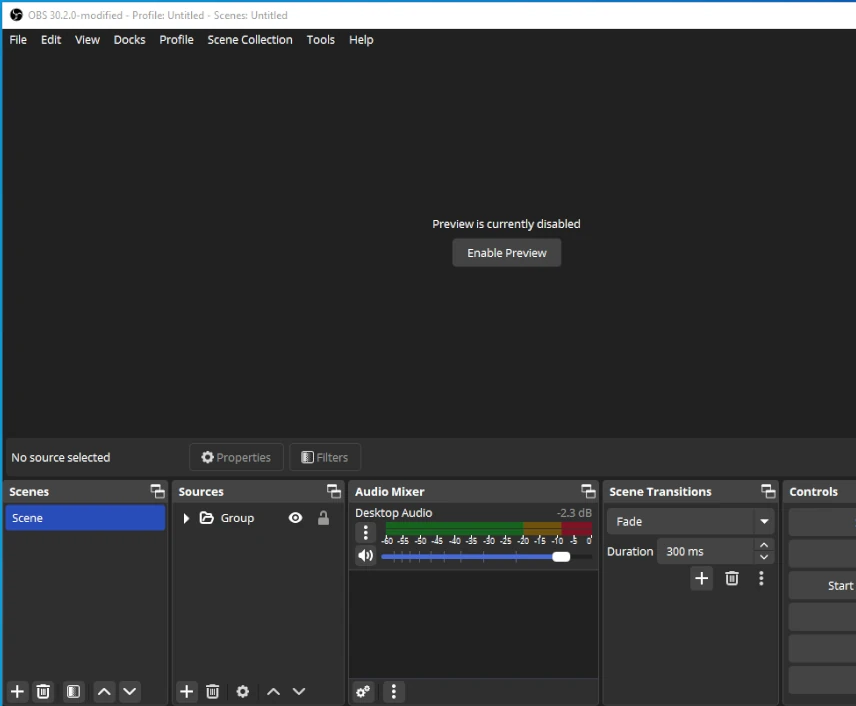 OBS 30.2.0-modified - Profile: Untitled - Scenes: Untitled
File Edit View Docks Profile Scene Collection Tools Help
Preview is currently disabled
Enable Preview
No source selected Properties Filters
Scenes Sources Audio Mixer Scene Transitions Controls
Scene Group Desktop Audio -2.3 dB Fade
-60 -55 -50 -45 -40 -35 -30 -25 -20 -15 -10 -5 0
Duration 300 ms
Start